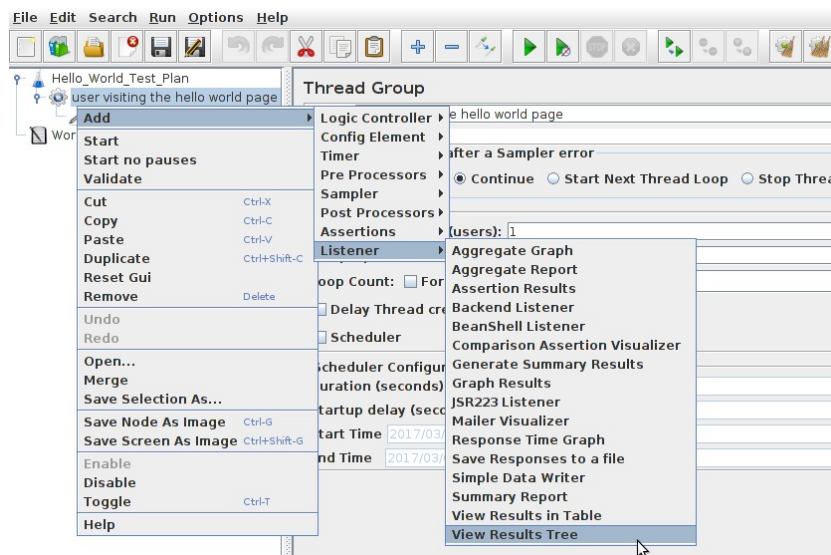 File Edit Search Run Options Help
Hello_World_Test_Plan
user visiting the hello world page
Wor
Thread Group
e hello world page
after a Sampler error
Continue Start Next Thread Loop Stop Threa
(users): 1
oop Count: For
Delay Thread cre
Scheduler
cheduler Configur
uration (seconds)
tartup delay (sec
tart Time 2017/03/
nd Time 2017/03/
Add
Start
Start no pauses
Validate
Cut Ctrl-X
Copy Ctrl-C
Paste Ctrl-V
Duplicate Ctrl+Shift-C
Reset Gui
Remove Delete
Undo
Redo
Open...
Merge
Save Selection As...
Save Node As Image Ctrl-G
Save Screen As Image Ctrl+Shift-G
Enable
Disable
Toggle Ctrl-T
Help
Logic Controller
Config Element
Timer
Pre Processors
Sampler
Post Processors
Assertions
Listener
Aggregate Graph
Aggregate Report
Assertion Results
Backend Listener
BeanShell Listener
Comparison Assertion Visualizer
Generate Summary Results
Graph Results
JSR223 Listener
Mailer Visualizer
Response Time Graph
Save Responses to a file
Simple Data Writer
Summary Report
View Results in Table
View Results Tree